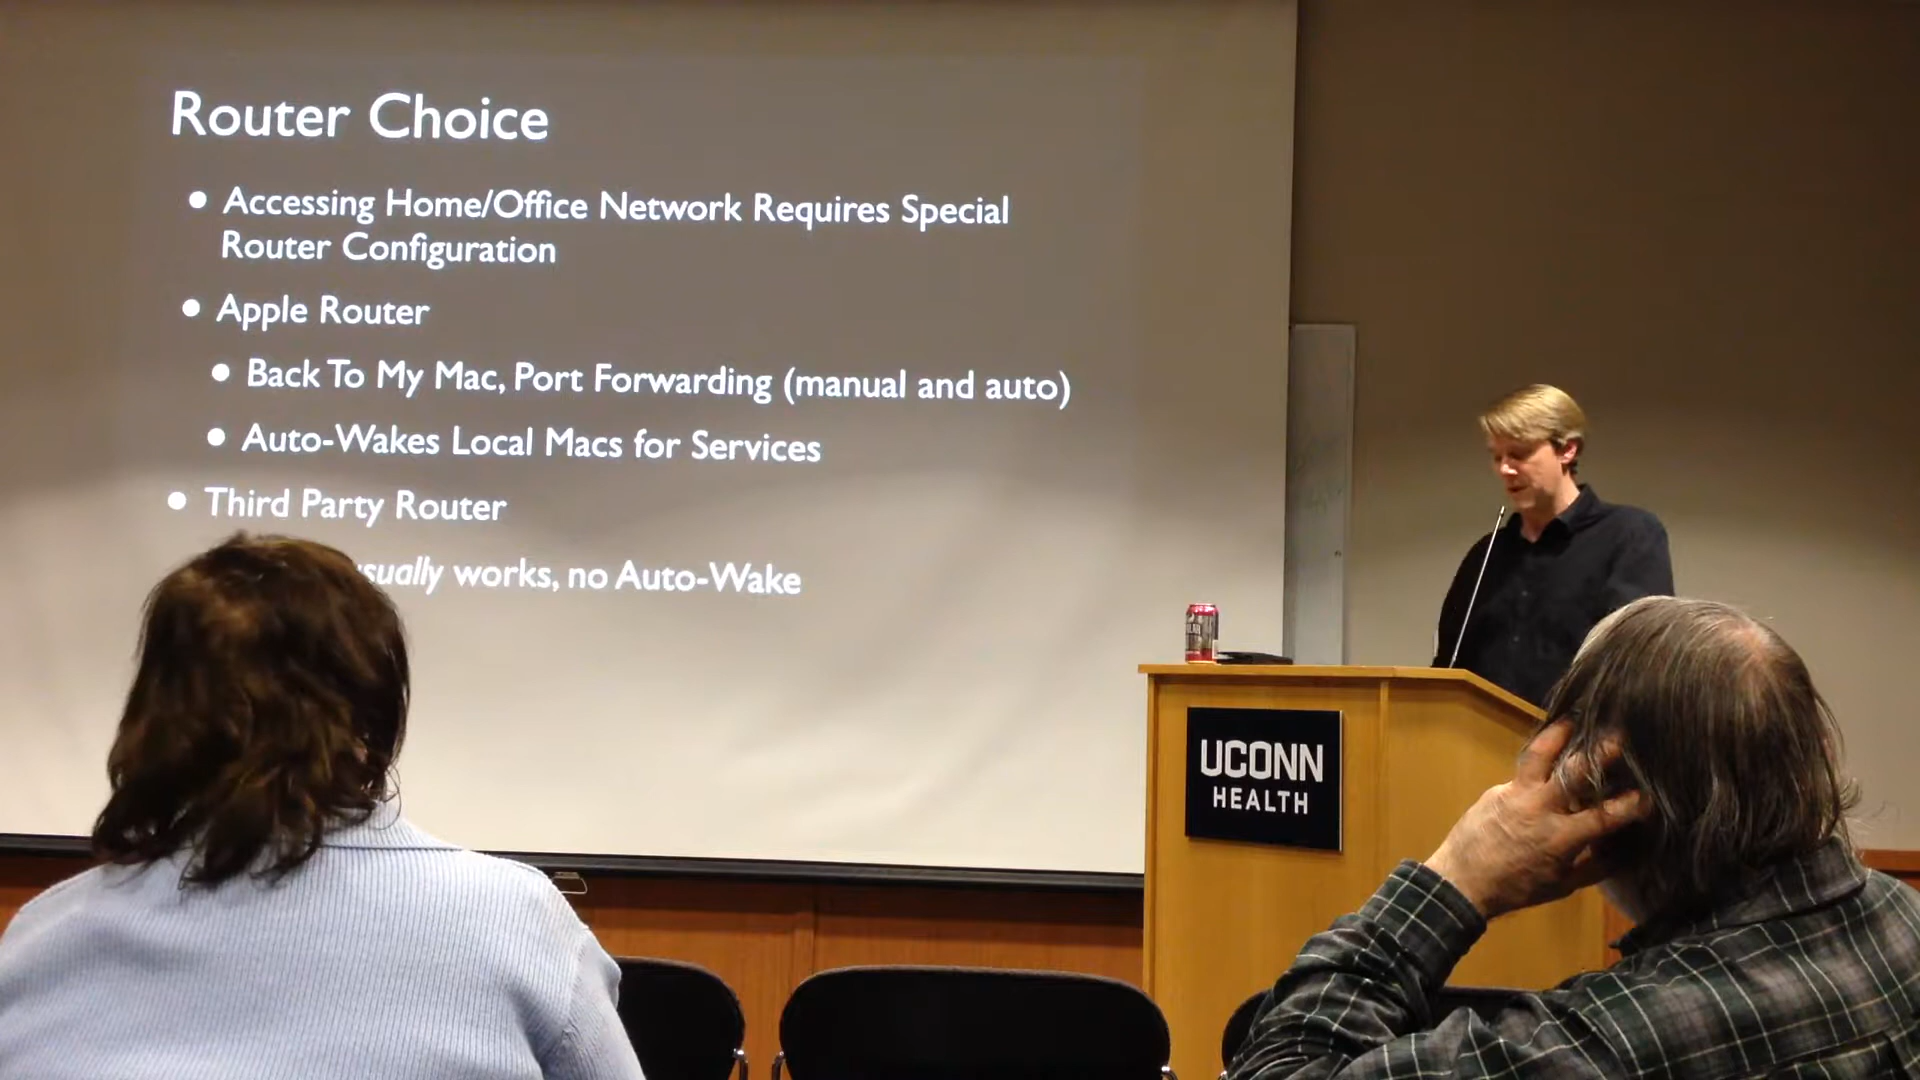 Router Choice
• Accessing Home/Office Network Requires Special
Router Configuration
• Apple Router
• Back To My Mac, Port Forwarding (manual and auto)
• Auto-Wakes Local Macs for Services
• Third Party Router
works, no Auto-Wake
UCONN
HEALTH